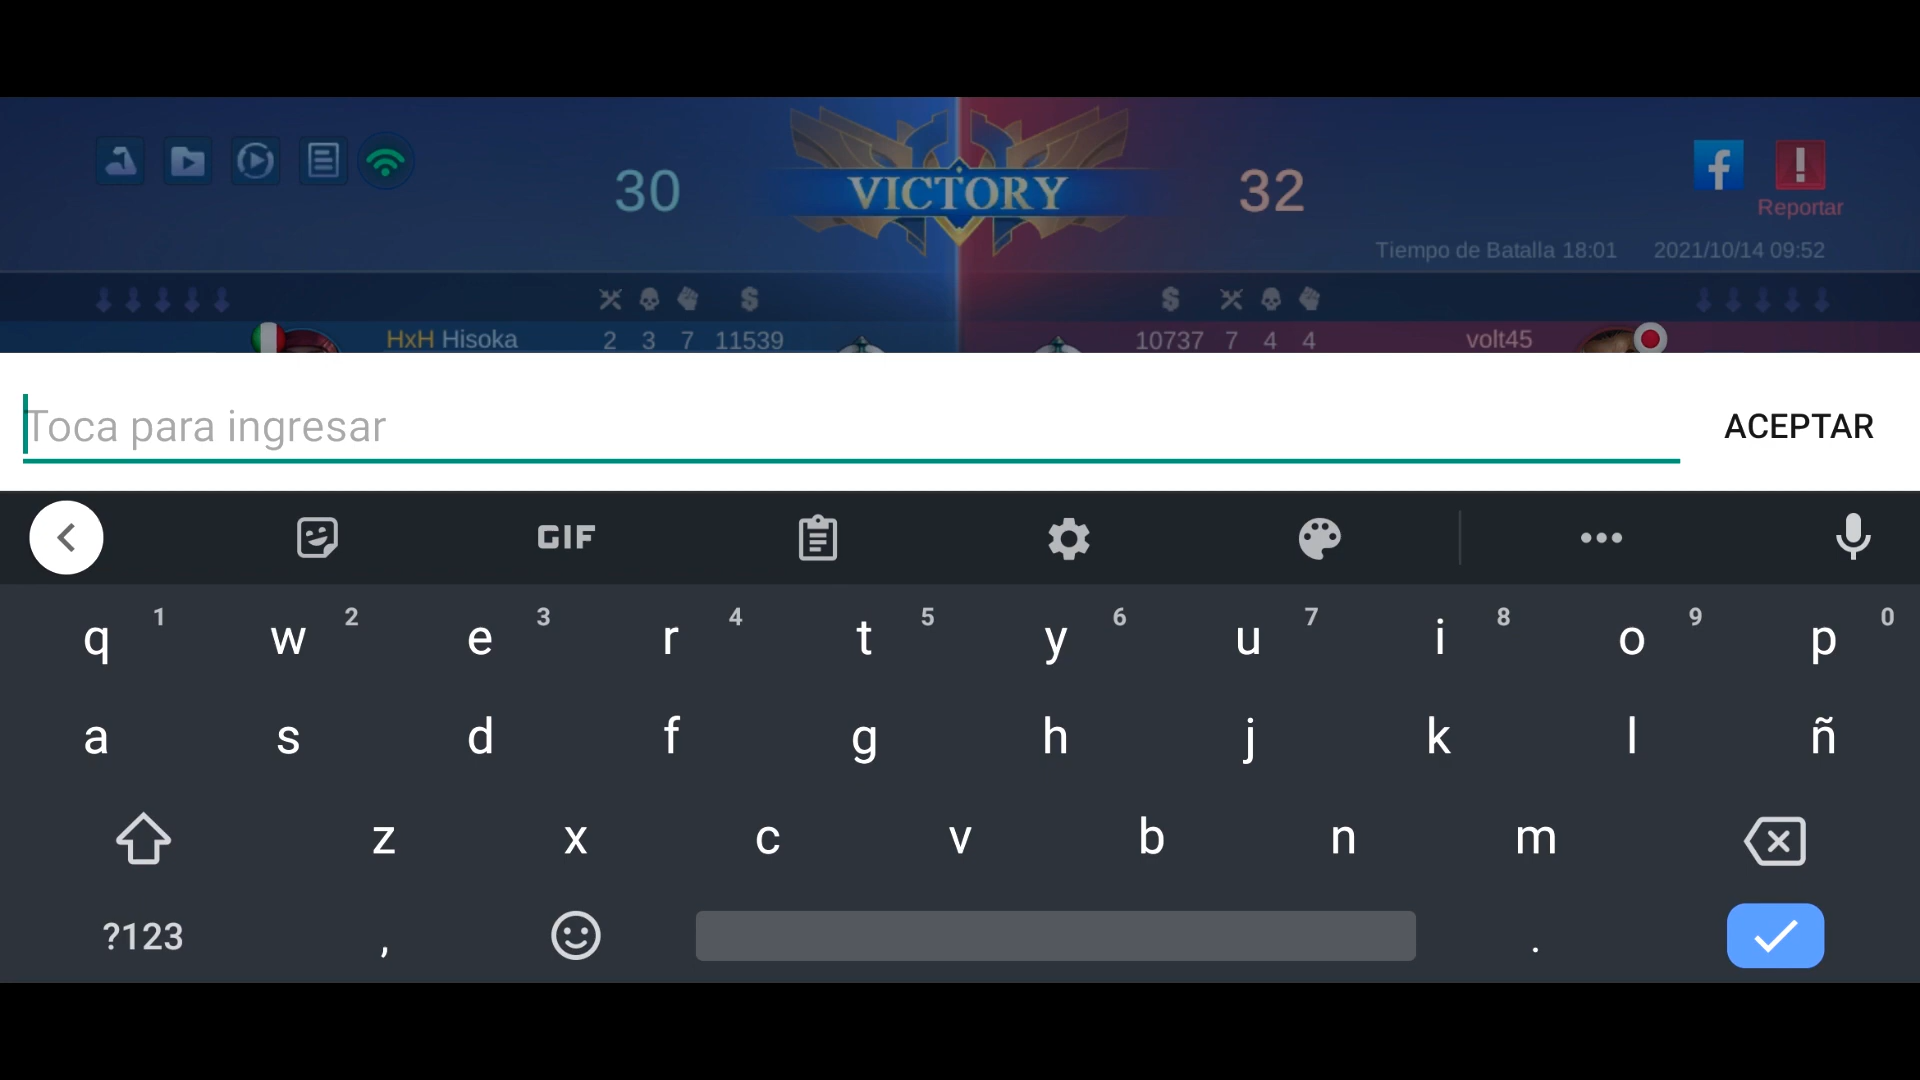 30 VICTORY 32
Reportar
Tiempo de Batalla 18:01 2021/10/14 09:52
HxH Hisoka 2 3 7 11539 10737 7 4 4 volt45
Toca para ingresar ACEPTAR
GIF
q 1 w 2 e 3 r 4 t 5 y 6 u 7 i 8 o 9 p 0
a s d f g h j k l ñ
z x c v b n m
?123 , .